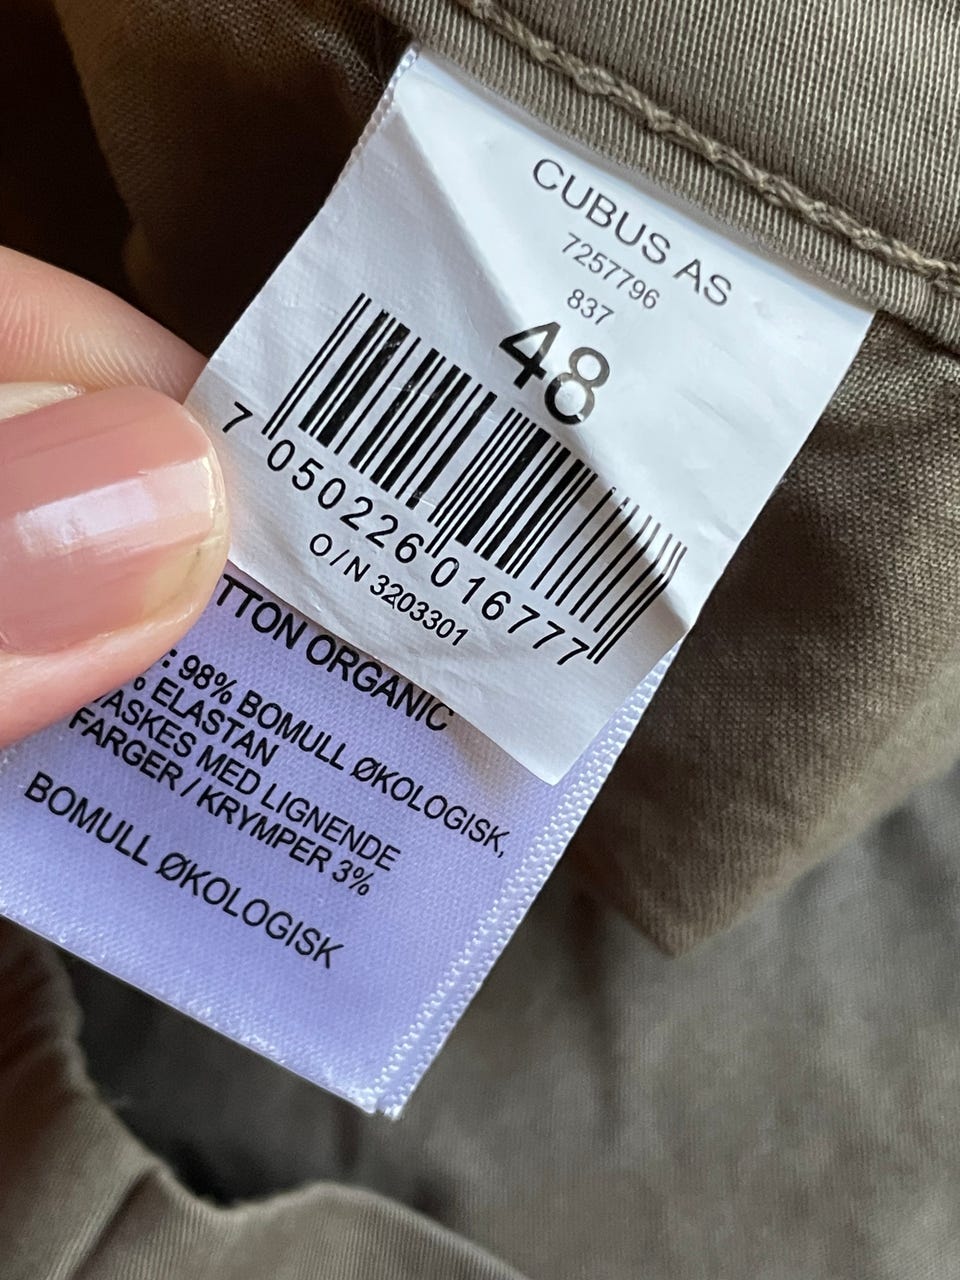 CUBUS AS
7257796
837
48
7 050226 016777
O/N 3203301
TTON ORGANIC
: 98% BOMULL ØKOLOGISK,
% ELASTAN
VASKES MED LIGNENDE
FARGER / KRYMPER 3%
BOMULL ØKOLOGISK